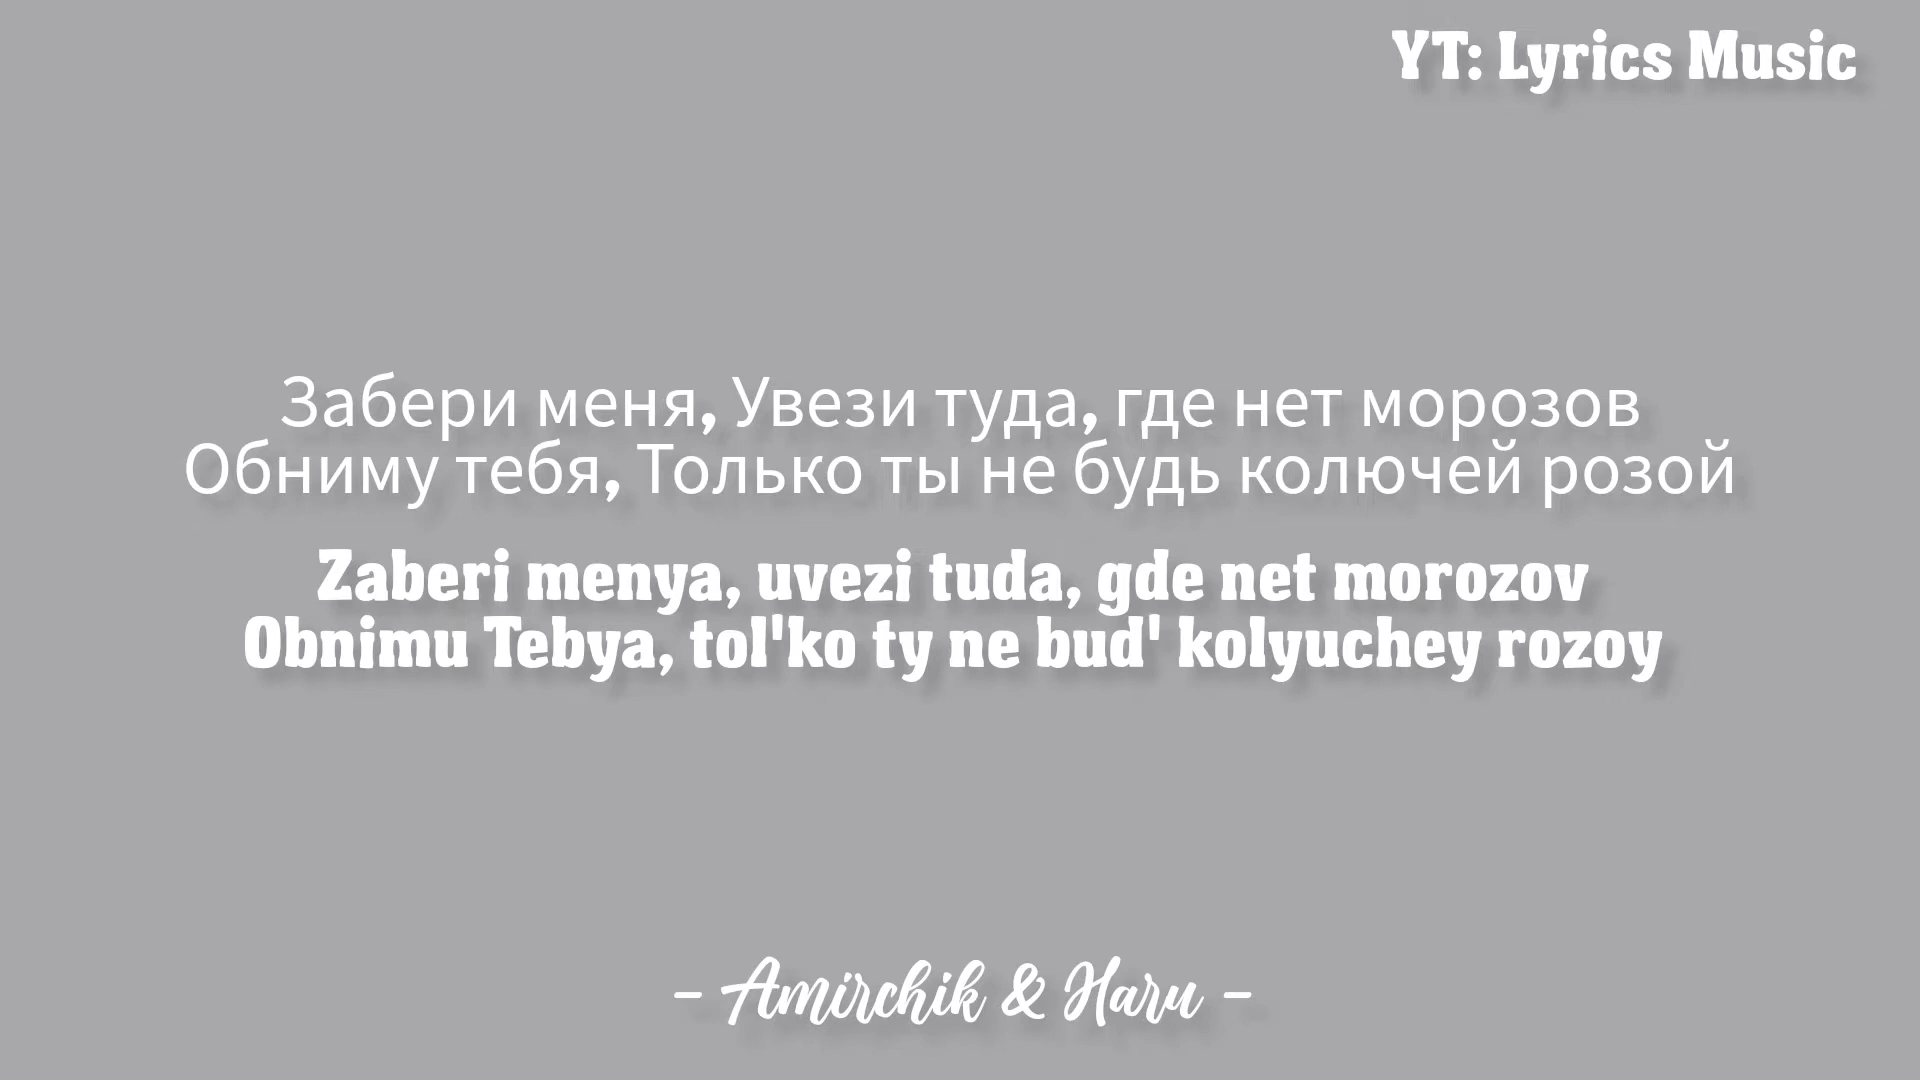 YT: Lyrics Music
Забери меня, Увези туда, где нет морозов
Обниму тебя, Только ты не будь колючей розой
Zaberi menya, uvezi tuda, gde net morozov
Obnimu Tebya, tol'ko ty ne bud' kolyuchey rozoy
- Amirchik & Haru -